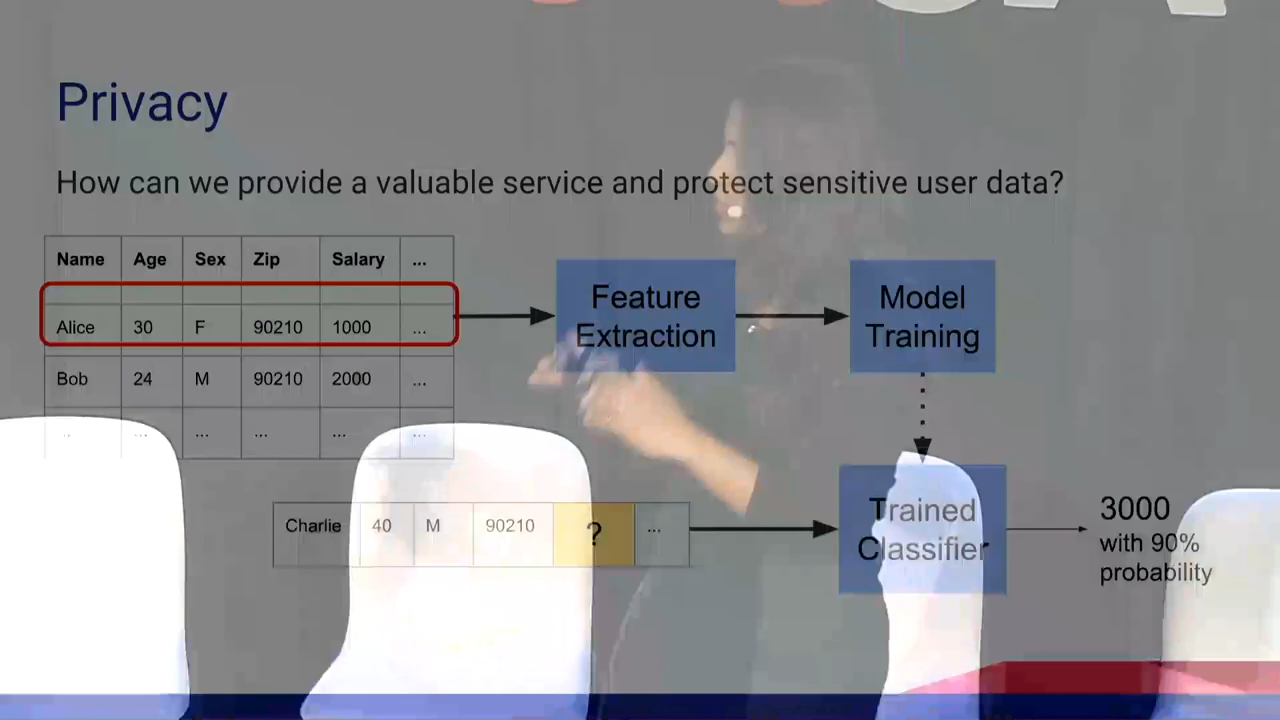 Privacy
How can we provide a valuable service and protect sensitive user data?
Name Age Sex Zip Salary ...
Alice 30 F 90210 1000 ...
Bob 24 M 90210 2000 ...
... ... ... ... ... ...
Feature
Extraction
Model
Training
Charlie 40 M 90210 ? ...
Trained
Classifier
3000
with 90%
probability